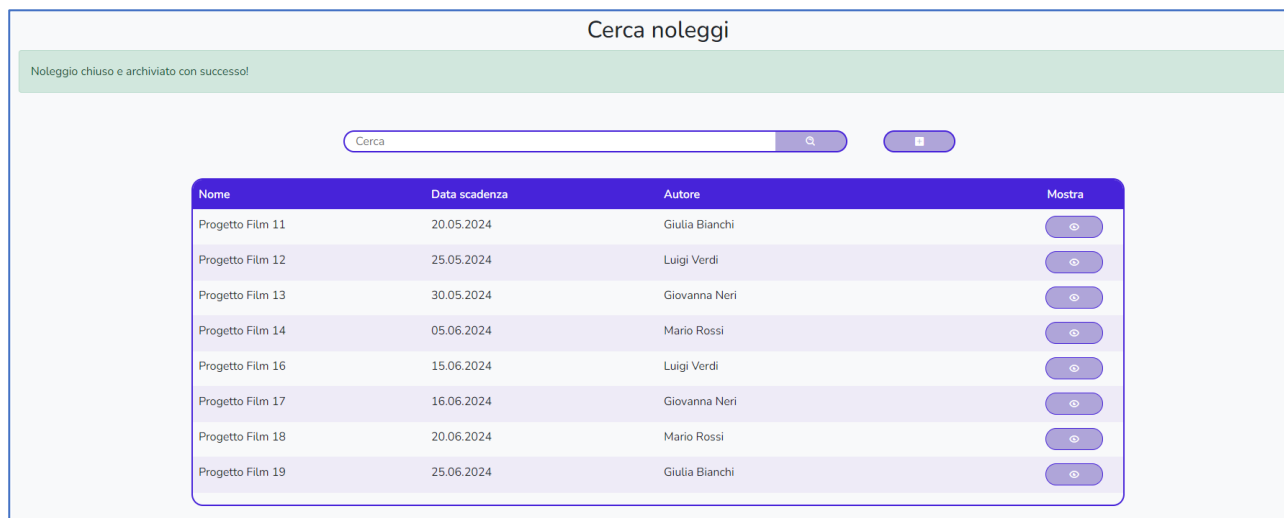 Cerca noleggi
Noleggio chiuso e archiviato con successo!
Cerca
Nome Data scadenza Autore Mostra
Progetto Film 11 20.05.2024 Giulia Bianchi
Progetto Film 12 25.05.2024 Luigi Verdi
Progetto Film 13 30.05.2024 Giovanna Neri
Progetto Film 14 05.06.2024 Mario Rossi
Progetto Film 16 15.06.2024 Luigi Verdi
Progetto Film 17 16.06.2024 Giovanna Neri
Progetto Film 18 20.06.2024 Mario Rossi
Progetto Film 19 25.06.2024 Giulia Bianchi